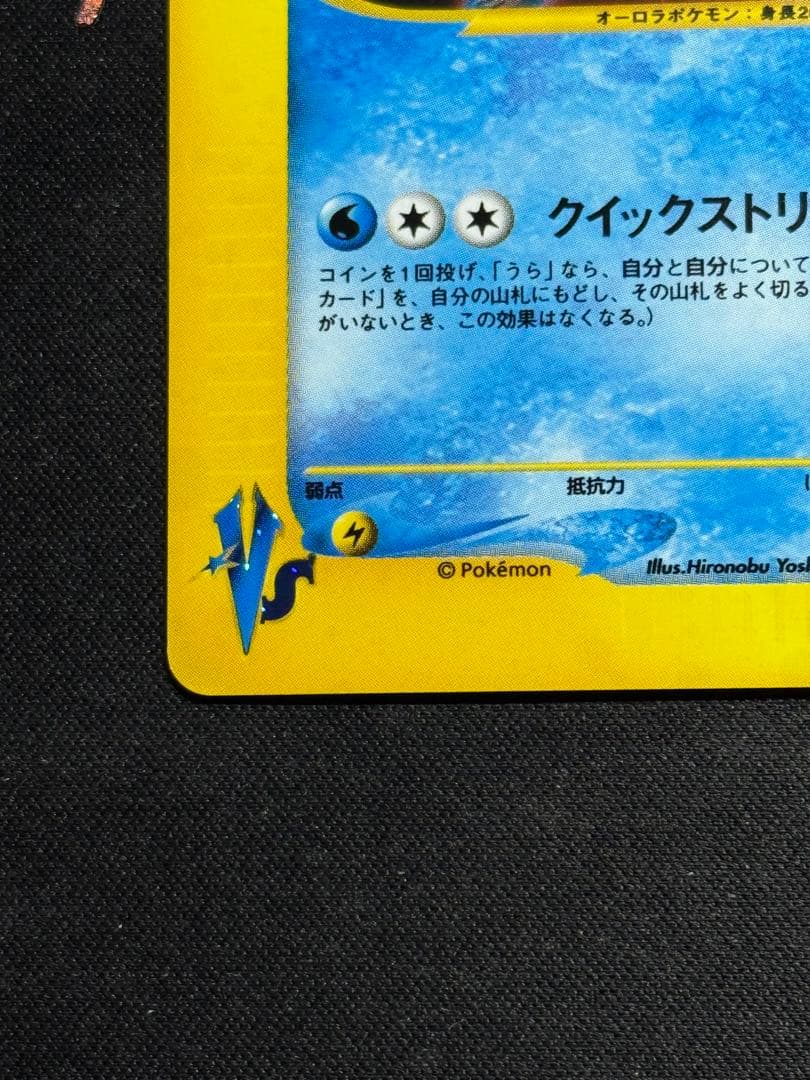 オーロラポケモン：身長2
クイックストリ
コインを1回投げ、「うら」なら、自分と自分について
カード」を、自分の山札にもどし、その山札をよく切る
がいないとき、この効果はなくなる。）
弱点 抵抗力
VS
© Pokémon Illus.Hironobu Yosh